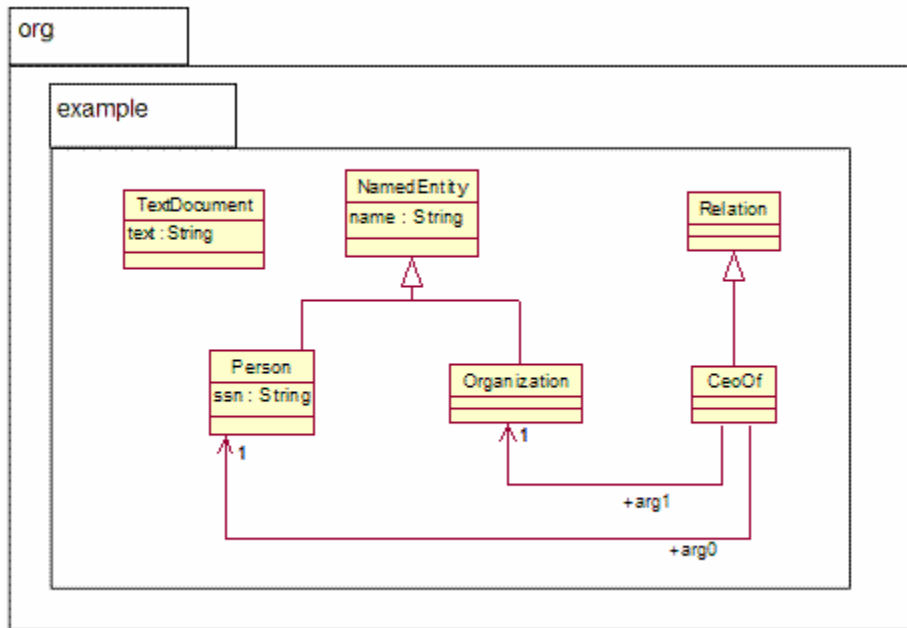 org
example
TextDocument
text : String
NamedEntity
name : String
Relation
Person
ssn : String
Organization
CeoOf
1
1
+arg1
+arg0